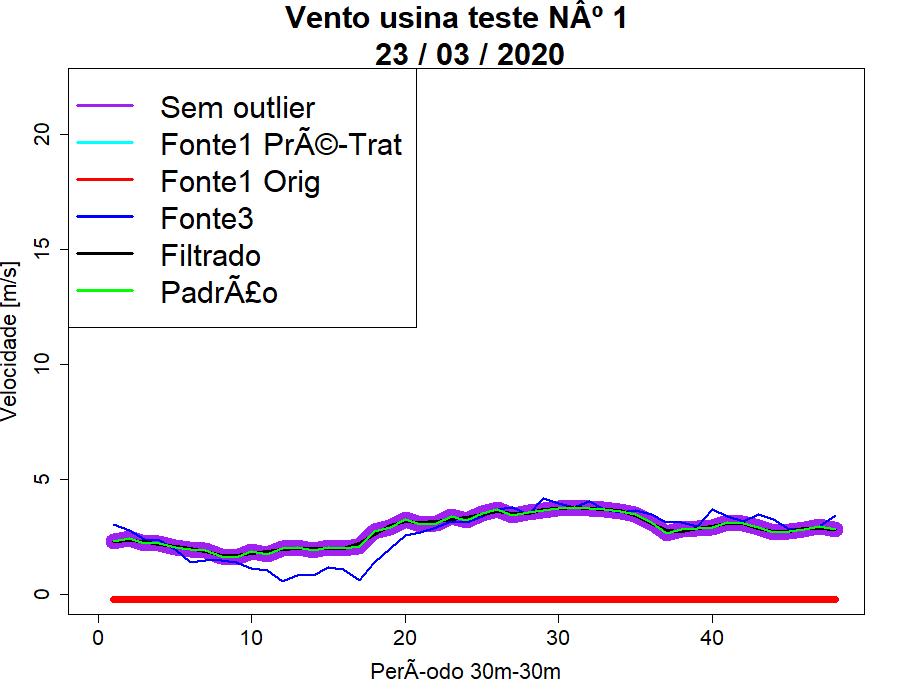 Vento usina teste NÂº 1
23 / 03 / 2020
Sem outlier
Fonte1 PrÃ©-Trat
Fonte1 Orig
Fonte3
Filtrado
PadrÃ£o
Velocidade [m/s]
20
15
10
5
0
0 10 20 30 40
PerÃ-odo 30m-30m